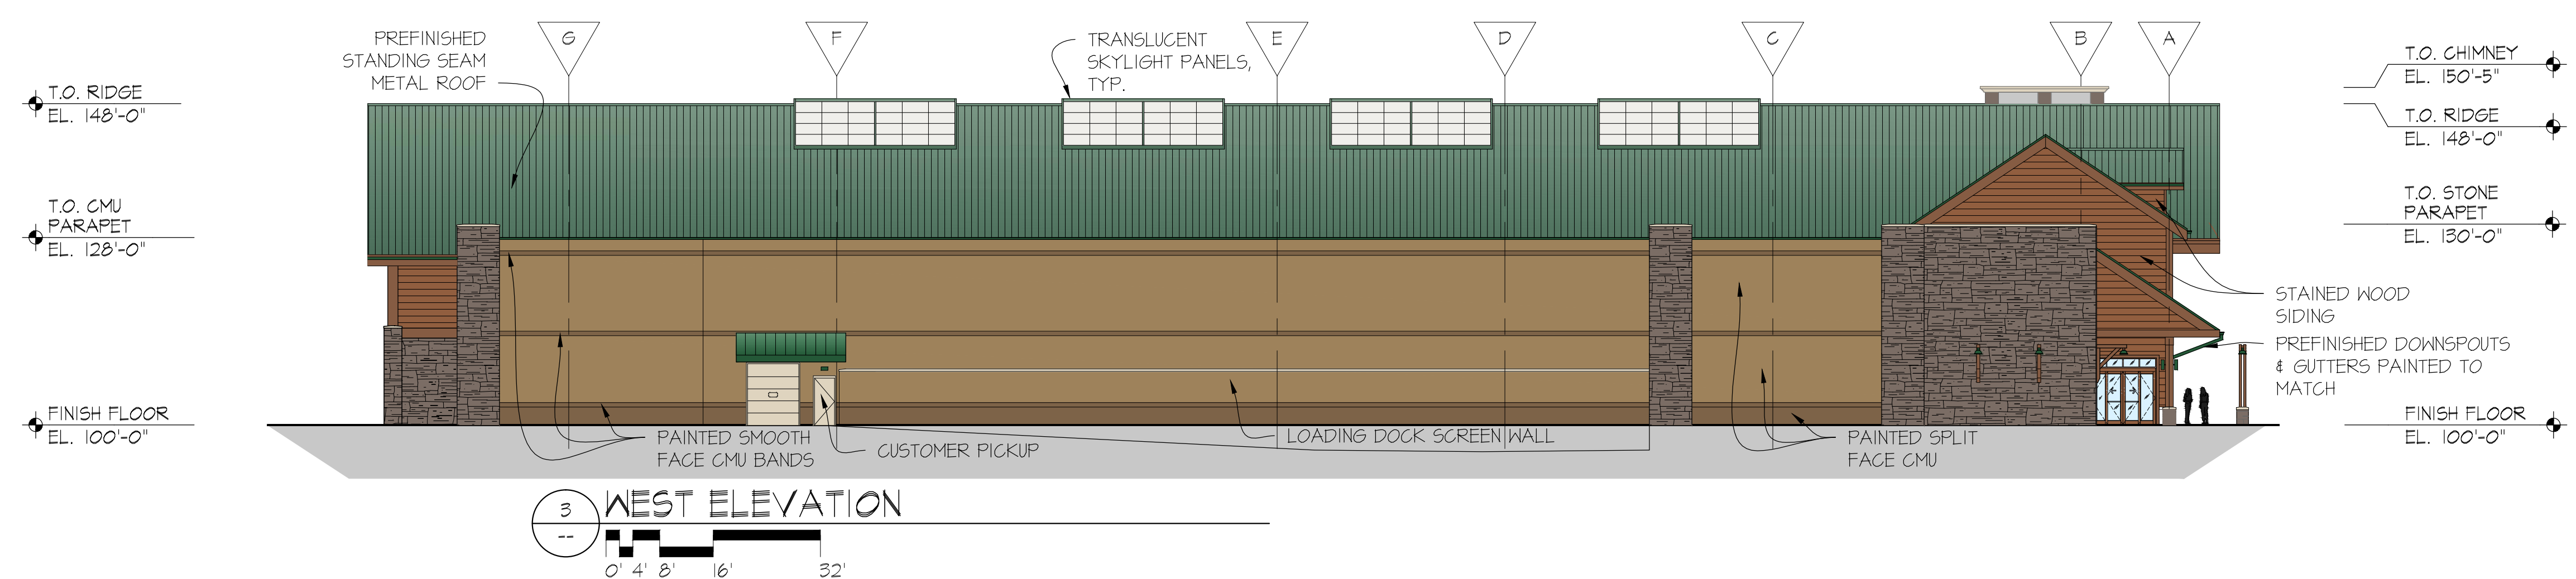 G
F
E
D
C
B
A
PREFINISHED
STANDING SEAM
METAL ROOF
TRANSLUCENT
SKYLIGHT PANELS,
TYP.
T.O. RIDGE
EL. 148'-0"
T.O. CMU
PARAPET
EL. 128'-0"
FINISH FLOOR
EL. 100'-0"
T.O. CHIMNEY
EL. 150'-5"
T.O. RIDGE
EL. 148'-0"
T.O. STONE
PARAPET
EL. 130'-0"
STAINED WOOD
SIDING
PREFINISHED DOWNSPOUTS
& GUTTERS PAINTED TO
MATCH
FINISH FLOOR
EL. 100'-0"
PAINTED SMOOTH
FACE CMU BANDS
CUSTOMER PICKUP
LOADING DOCK SCREEN WALL
PAINTED SPLIT
FACE CMU
3
--
WEST ELEVATION
0' 4' 8' 16' 32'